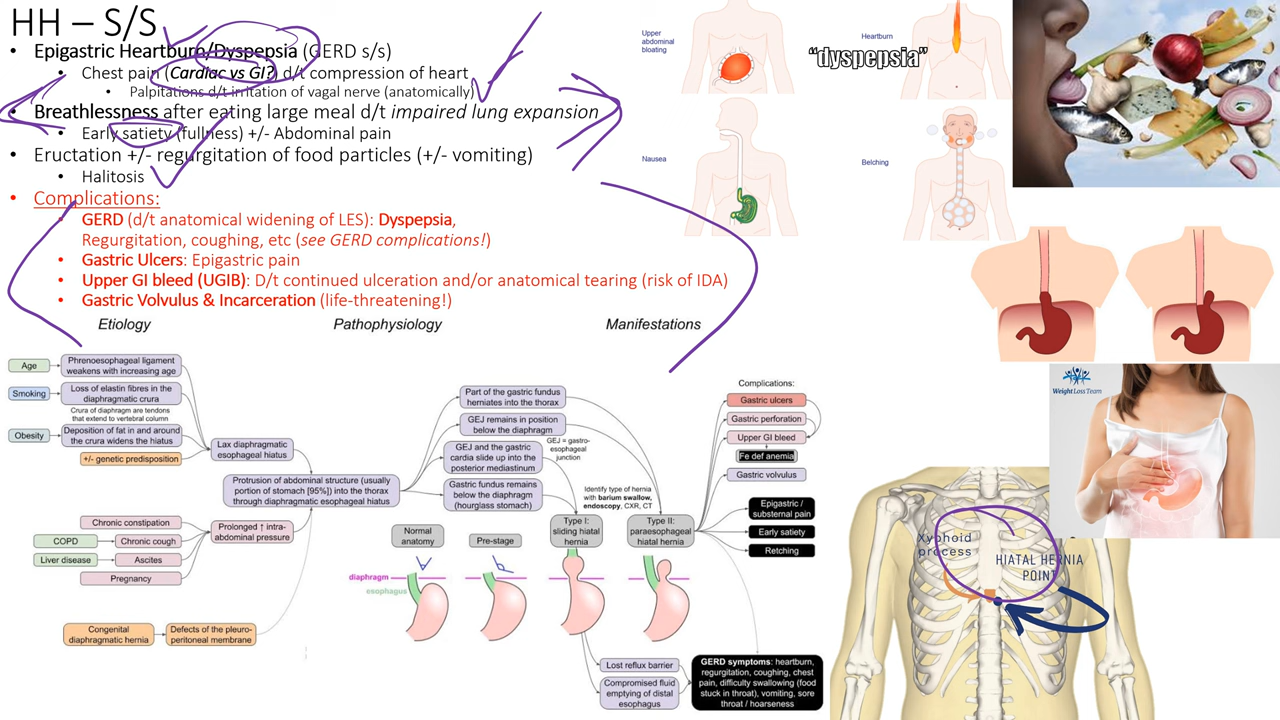 HH – S/S
• Epigastric Heartburn/Dyspepsia (GERD s/s)
• Chest pain (Cardiac vs GI?) d/t compression of heart
• Palpitations d/t irritation of vagal nerve (anatomically)
• Breathlessness after eating large meal d/t impaired lung expansion
• Early satiety (fullness) +/- Abdominal pain
• Eructation +/- regurgitation of food particles (+/- vomiting)
• Halitosis
• Complications:
• GERD (d/t anatomical widening of LES): Dyspepsia,
Regurgitation, coughing, etc (see GERD complications!)
• Gastric Ulcers: Epigastric pain
• Upper GI bleed (UGIB): D/t continued ulceration and/or anatomical tearing (risk of IDA)
• Gastric Volvulus & Incarceration (life-threatening!)
Upper
abdominal
bloating
Heartburn
"dyspepsia"
Nausea
Belching
Etiology
Pathophysiology
Manifestations
Age
Phrenoesophageal ligament
weakens with increasing age
Smoking
Loss of elastin fibres in the
diaphragmatic crura
Crura of diaphragm are tendons
that extend to vertebral column
Obesity
Deposition of fat in and around
the crura widens the hiatus
+/- genetic predisposition
Lax diaphragmatic
esophageal hiatus
Protrusion of abdominal structure (usually
portion of stomach [95%]) into the thorax
through diaphragmatic esophageal hiatus
Chronic constipation
COPD
Chronic cough
Liver disease
Ascites
Pregnancy
Prolonged ↑ intra-
abdominal pressure
Congenital
diaphragmatic hernia
Defects of the pleuro-
peritoneal membrane
Part of the gastric fundus
herniates into the thorax
GEJ remains in position
below the diaphragm
GEJ and the gastric
cardia slide up into the
posterior mediastinum
Gastric fundus remains
below the diaphragm
(hourglass stomach)
GEJ = gastro-
esophageal
junction
Identify type of hernia
with barium swallow,
endoscopy, CXR, CT
Normal
anatomy
Pre-stage
Type I:
sliding hiatal
hernia
Type II:
paraesophageal
hiatal hernia
diaphragm
esophagus
Complications:
Gastric ulcers
Gastric perforation
Upper GI bleed
Fe def anemia
Gastric volvulus
Epigastric /
substernal pain
Early satiety
Retching
Lost reflux barrier
Compromised fluid
emptying of distal
esophagus
GERD symptoms: heartburn,
regurgitation, coughing, chest
pain, difficulty swallowing (food
stuck in throat), vomiting, sore
throat / hoarseness
WeightLossTeam
Xyphoid
process
HIATAL HERNIA
POINT